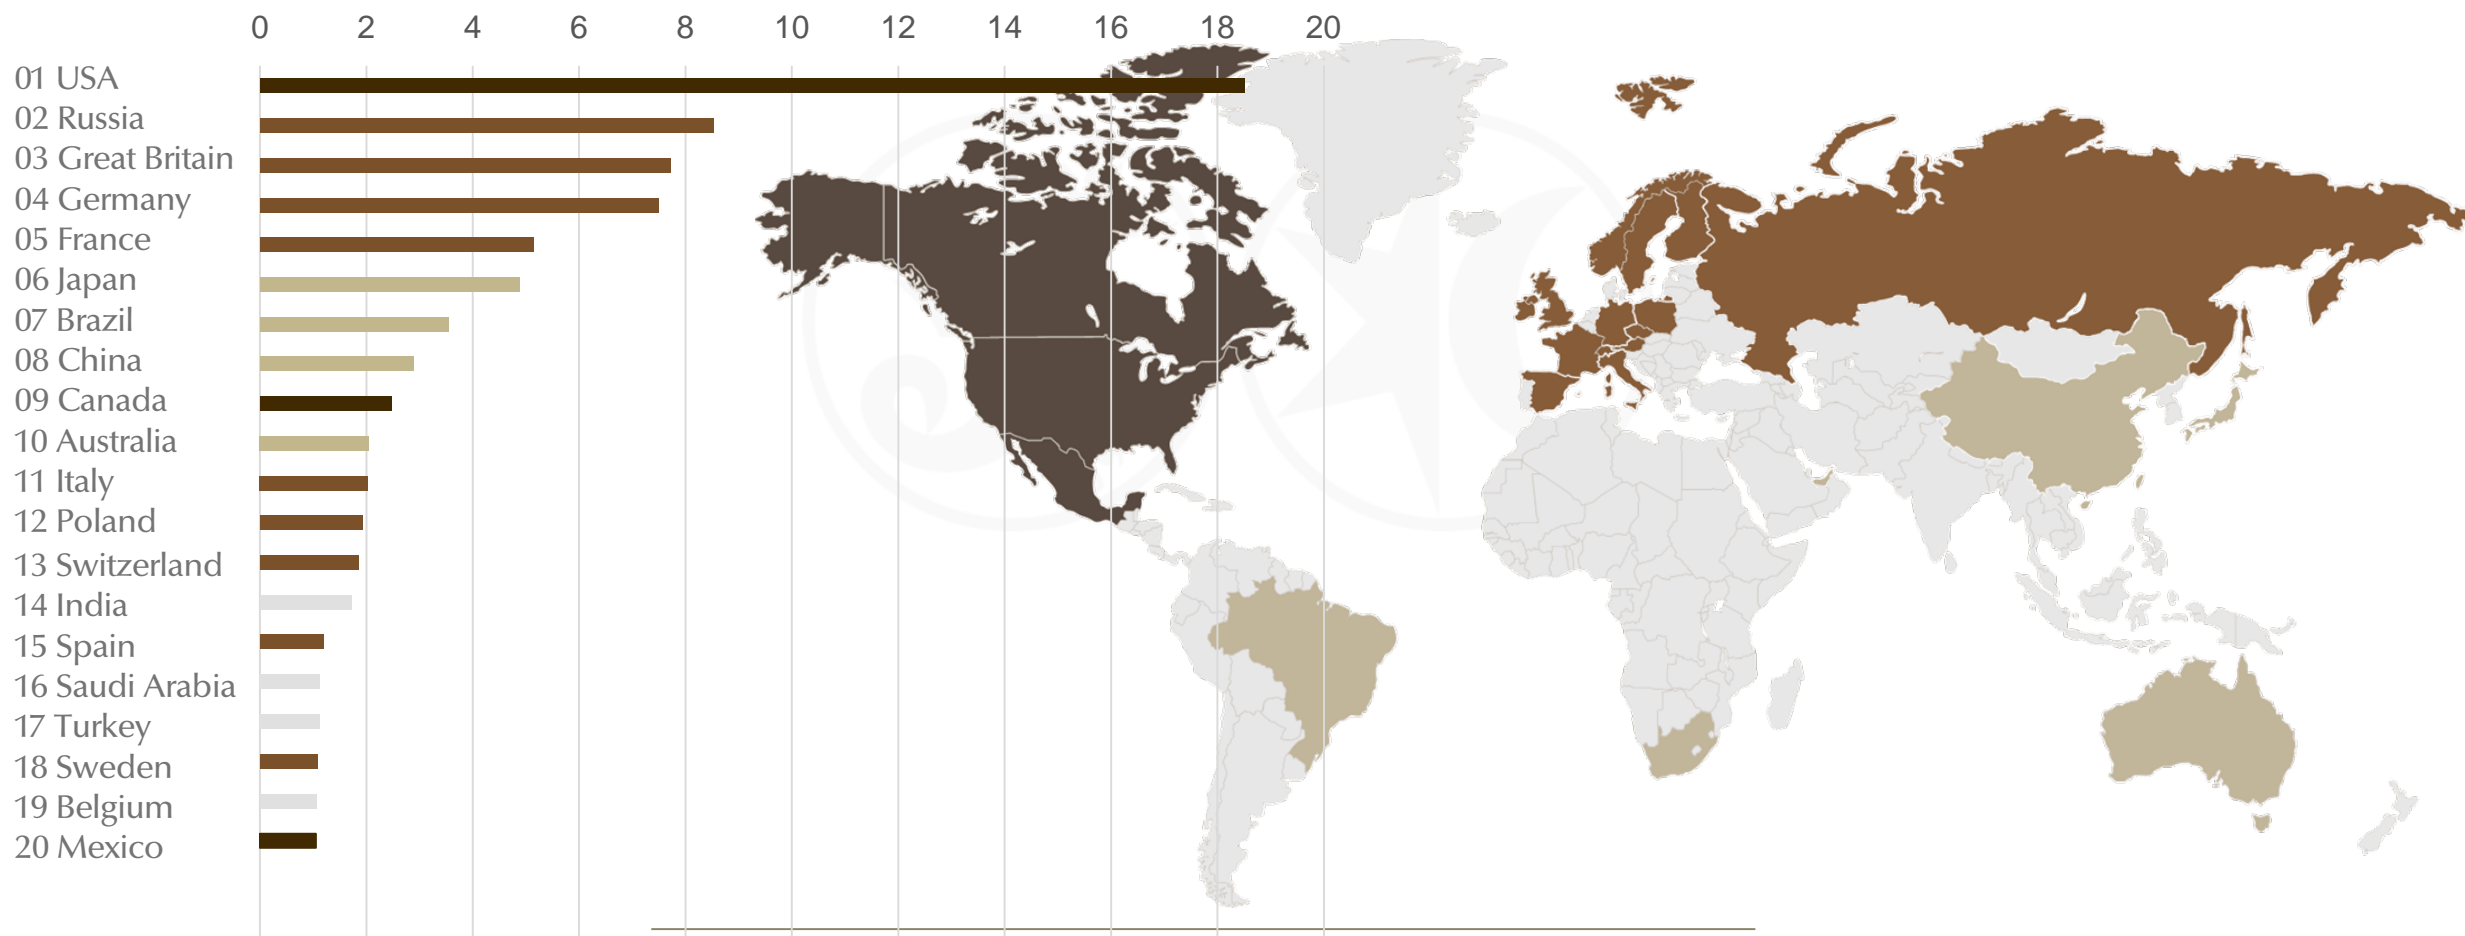 0 2 4 6 8 10 12 14 16 18 20
01 USA
02 Russia
03 Great Britain
04 Germany
05 France
06 Japan
07 Brazil
08 China
09 Canada
10 Australia
11 Italy
12 Poland
13 Switzerland
14 India
15 Spain
16 Saudi Arabia
17 Turkey
18 Sweden
19 Belgium
20 Mexico